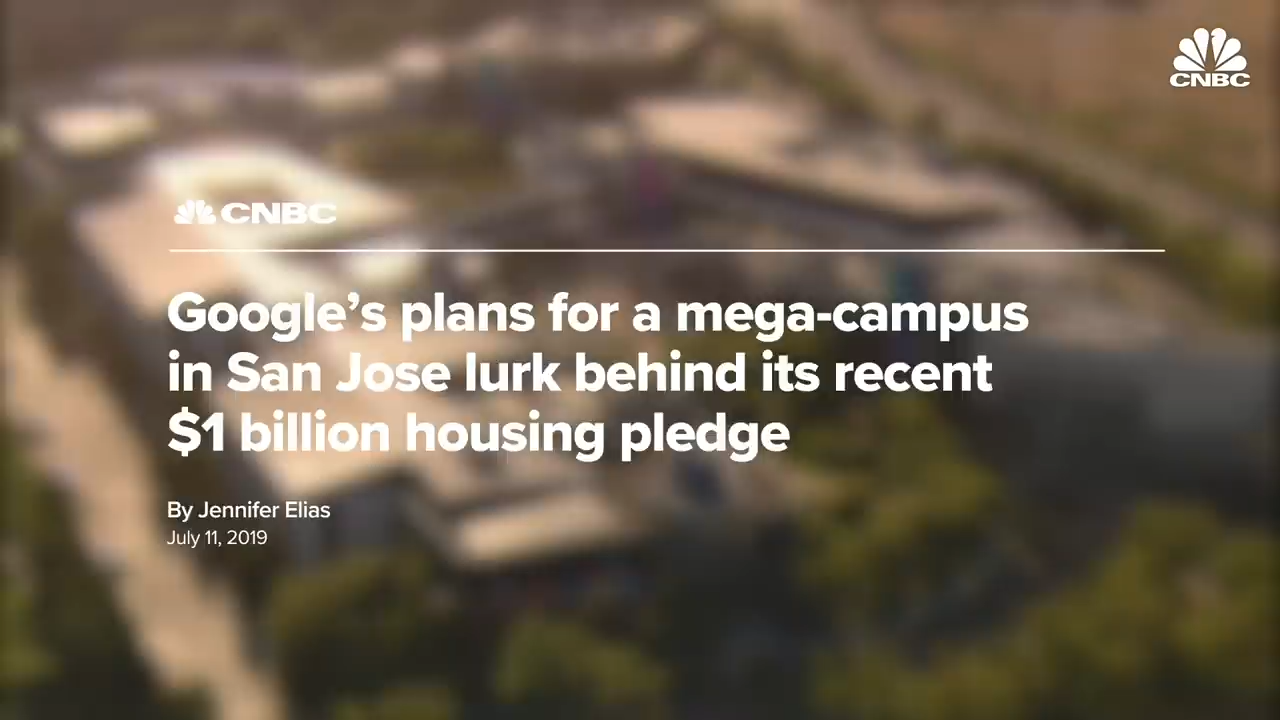 CNBC
CNBC
Google’s plans for a mega-campus
in San Jose lurk behind its recent
$1 billion housing pledge
By Jennifer Elias
July 11, 2019